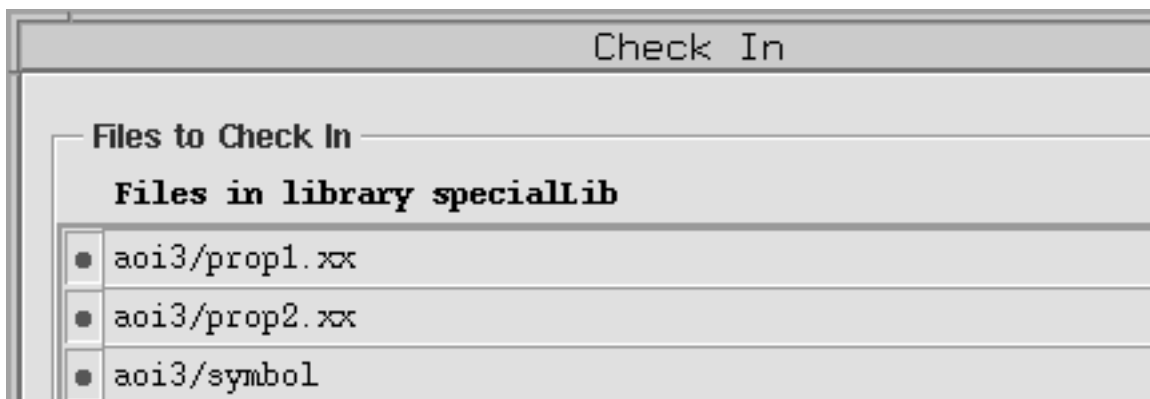 Check In
Files to Check In
Files in library specialLib
aoi3/prop1.xx
aoi3/prop2.xx
aoi3/symbol